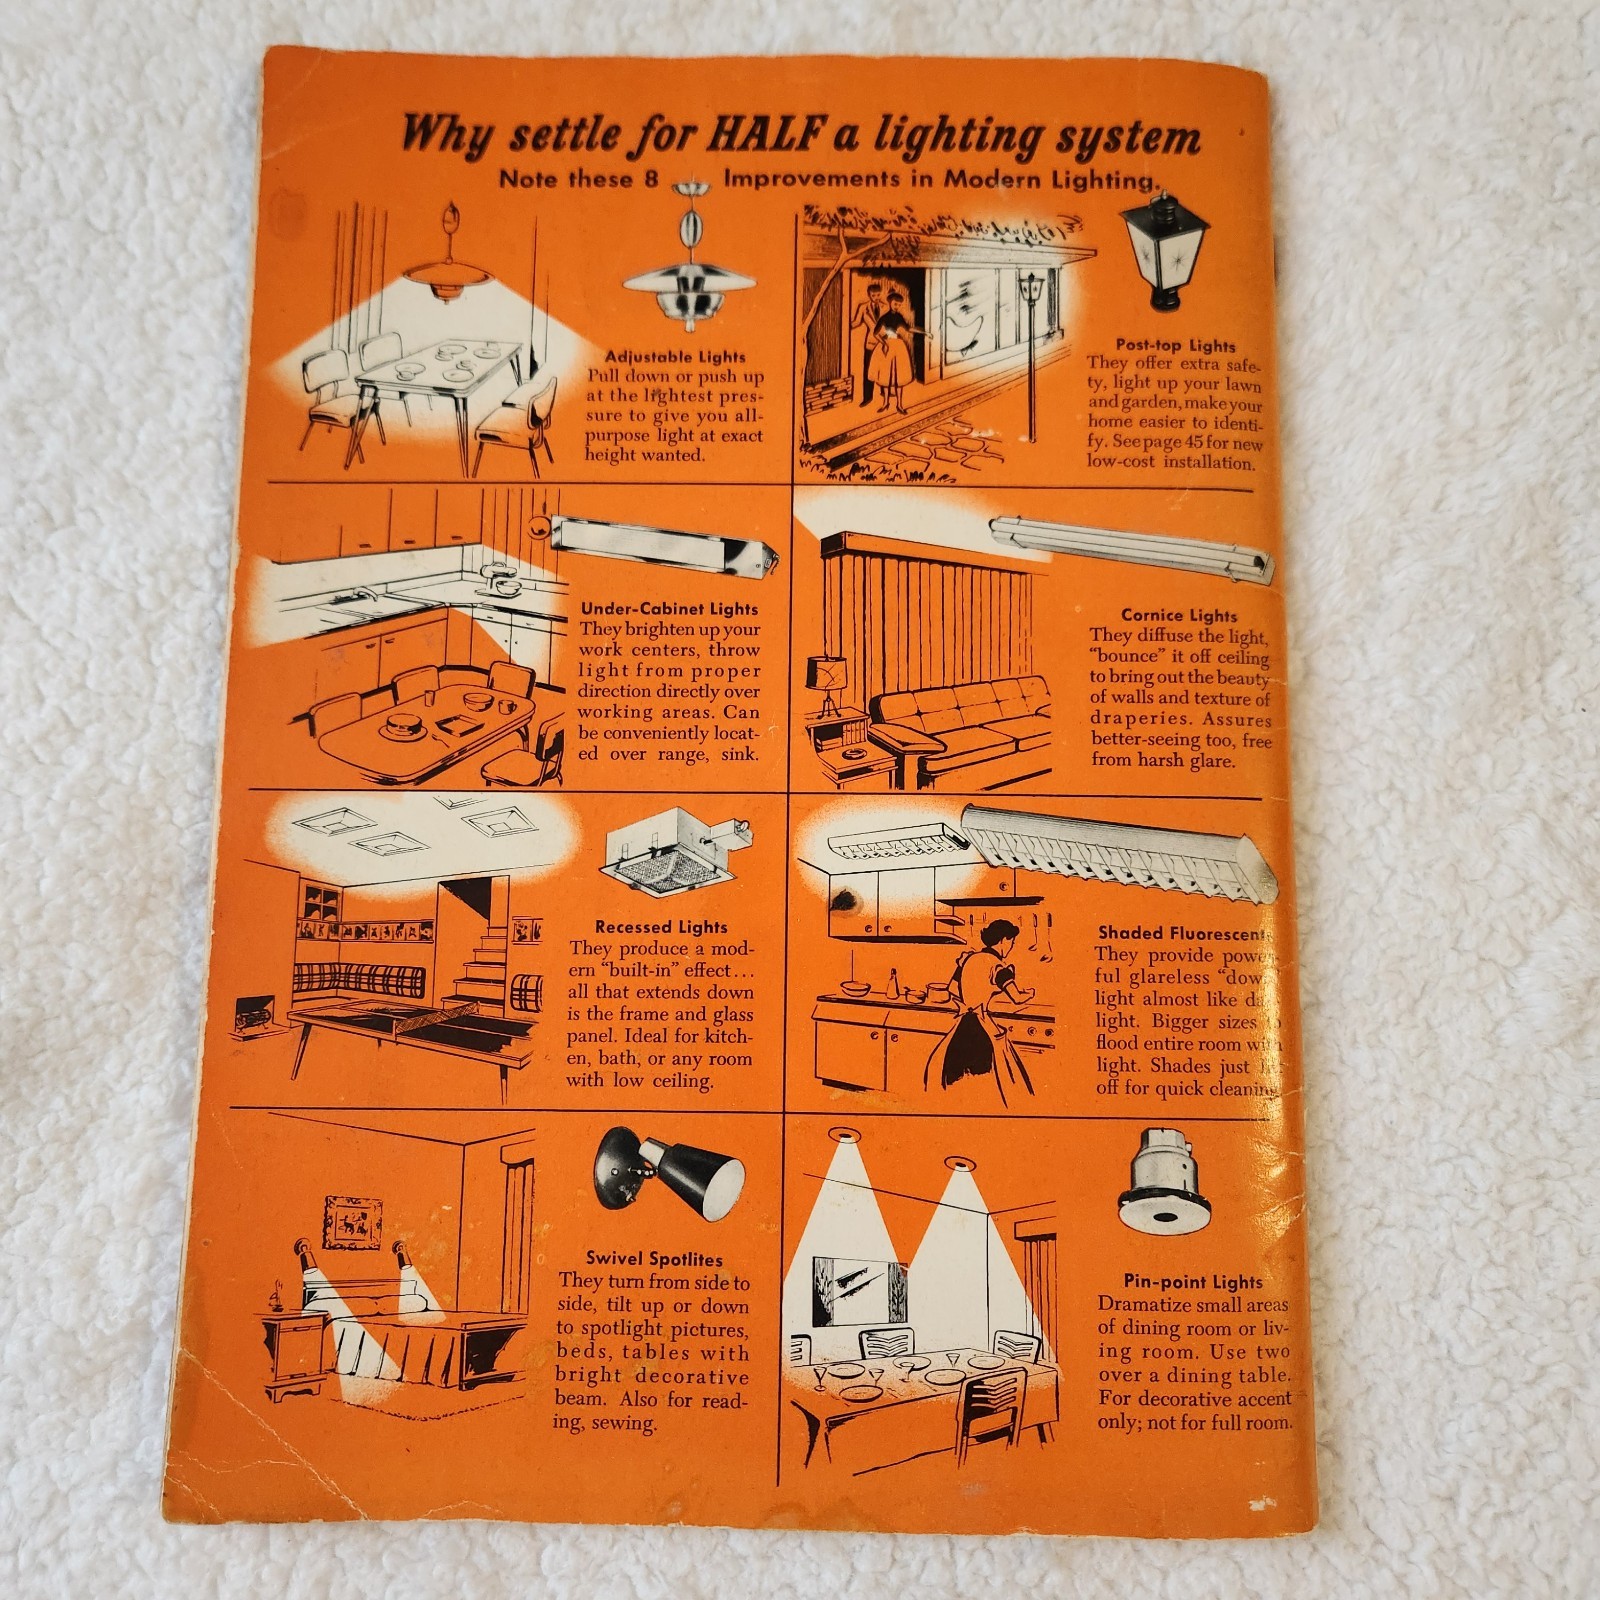 Why settle for HALF a lighting system
Note these 8 Improvements in Modern Lighting.
Adjustable Lights
Pull down or push up
at the lightest pres-
sure to give you all-
purpose light at exact
height wanted.
Post-top Lights
They offer extra safe-
ty, light up your lawn
and garden, make your
home easier to identi-
fy. See page 45 for new
low-cost installation.
Under-Cabinet Lights
They brighten up your
work centers, throw
light from proper
direction directly over
working areas. Can
be conveniently locat-
ed over range, sink.
Cornice Lights
They diffuse the light,
"bounce" it off ceiling
to bring out the beauty
of walls and texture of
draperies. Assures
better-seeing too, free
from harsh glare.
Recessed Lights
They produce a mod-
ern "built-in" effect...
all that extends down
is the frame and glass
panel. Ideal for kitch-
en, bath, or any room
with low ceiling.
Shaded Fluorescent
They provide power
ful glareless "down
light almost like
light. Bigger sizes
flood entire room with
light. Shades just
off for quick cleaning
Swivel Spotlites
They turn from side to
side, tilt up or down
to spotlight pictures,
beds, tables with
bright decorative
beam. Also for read-
ing, sewing.
Pin-point Lights
Dramatize small areas
of dining room or liv-
ing room. Use two
over a dining table.
For decorative accent
only; not for full room.